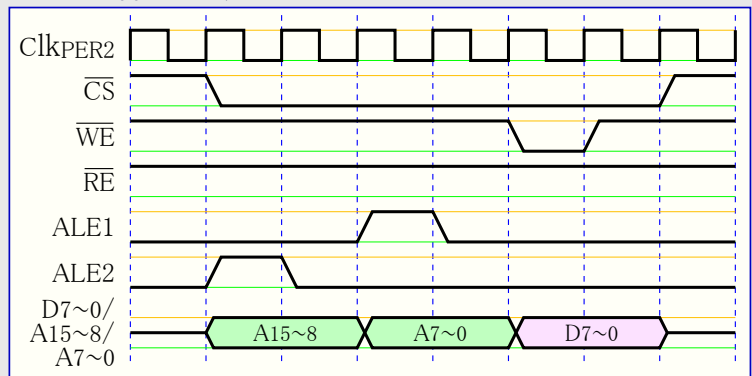 ClkPER2
CS
WE
RE
ALE1
ALE2
D7~0/
A15~8/
A7~0
A15~8
A7~0
D7~0